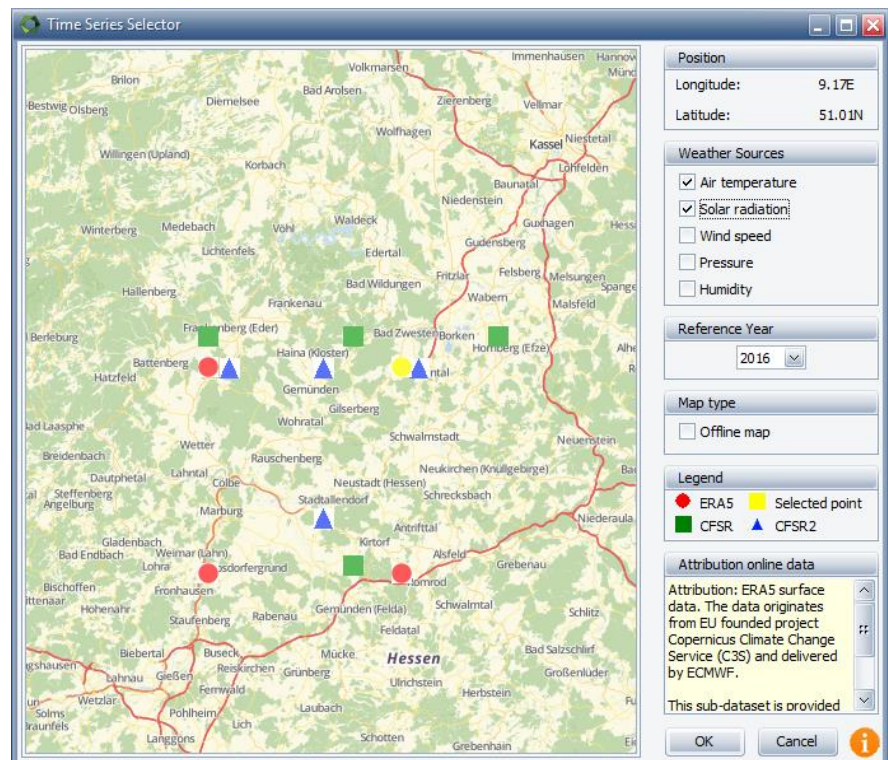 Time Series Selector
Immenhausen
Volkmarsen
Brilon
Bad Arolsen
Bestwig
Olsberg
Diemelsee
Zierenberg
Vellmar
Wolfhagen
Kassel
Niestetal
Willingen (Upland)
Lohfelden
Korbach
Baunatal
Niedenstein
Winterberg
Medebach
Vöhl
Waldeck
Guxhagen
Gudensberg
Lichtenfels
Edertal
Hallenberg
Bad Wildungen
Fritzlar
Felsberg
Melsungen
Spange
Frankenau
Wabern
Malsfeld
Berleburg
Bad Zwesten
Borken
Homberg (Efze)
Haina (Kloster)
Battenberg
Hatzfeld
ntal
Gemünden
Gilserberg
Bad Laasphe
Wohratal
Schwalmstadt
Wetter
Neuenstein
Breidenbach
Rauschenberg
Dautphetal
Lahntal
Colbe
Neukirchen (Knüllgebirge)
Neustadt (Hessen)
Steffenberg
Stadtallendorf
Schrecksbach
Angelburg
Marburg
Antrifttal
Niederaula
Gladenbach
Kirtorf
Bad Endbach
Weimar (Lahn)
Alsfeld
Lohra
osdorfergrund
Grebenau
Bischoffen
Fronhausen
omrod
Hohenahr
Gemünden (Felda)
Schwalmtal
Schlitz
Staufenberg
Rabenau
Feldatal
Biebertal
Buseck
Mücke
Hessen
Bad Salzschlirf
Reiskirchen
Lahnau
Gießen
Grünberg
Großenlüder
Fernwald
Ulrichstein
Herbstein
Wetzlar
Solms
Pohlheim
Laubach
Lich
Langgöns
Schotten
Grebenhain
Position
Longitude: 9.17E
Latitude: 51.01N
Weather Sources
Air temperature
Solar radiation
Wind speed
Pressure
Humidity
Reference Year
2016
Map type
Offline map
Legend
ERA5 Selected point
CFSR CFSR2
Attribution online data
Attribution: ERA5 surface
data. The data originates
from EU founded project
Copernicus Climate Change
Service (C3S) and delivered
by ECMWF.
This sub-dataset is provided
OK Cancel